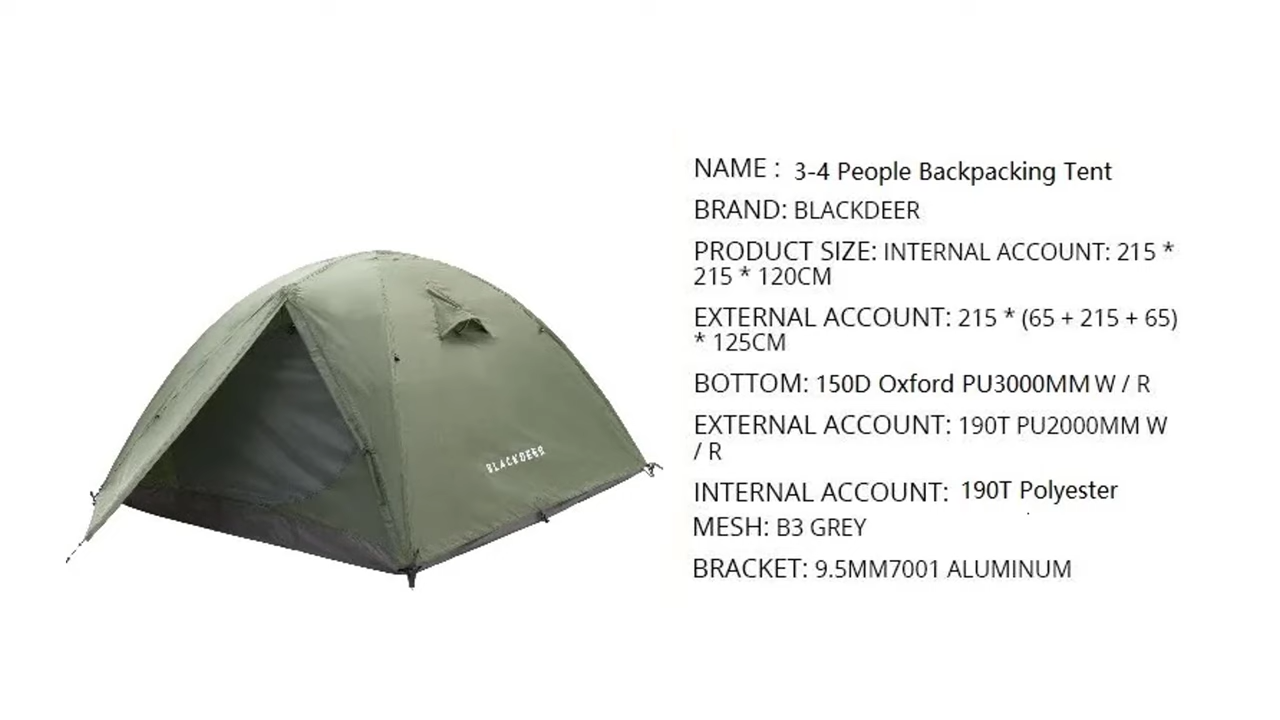 NAME : 3-4 People Backpacking Tent
BRAND: BLACKDEER
PRODUCT SIZE: INTERNAL ACCOUNT: 215 *
215 * 120CM
EXTERNAL ACCOUNT: 215 * (65 + 215 + 65)
* 125CM
BOTTOM: 150D Oxford PU3000MM W / R
EXTERNAL ACCOUNT: 190T PU2000MM W
/ R
INTERNAL ACCOUNT: 190T Polyester
MESH: B3 GREY
BRACKET: 9.5MM7001 ALUMINUM
BLACKDEER